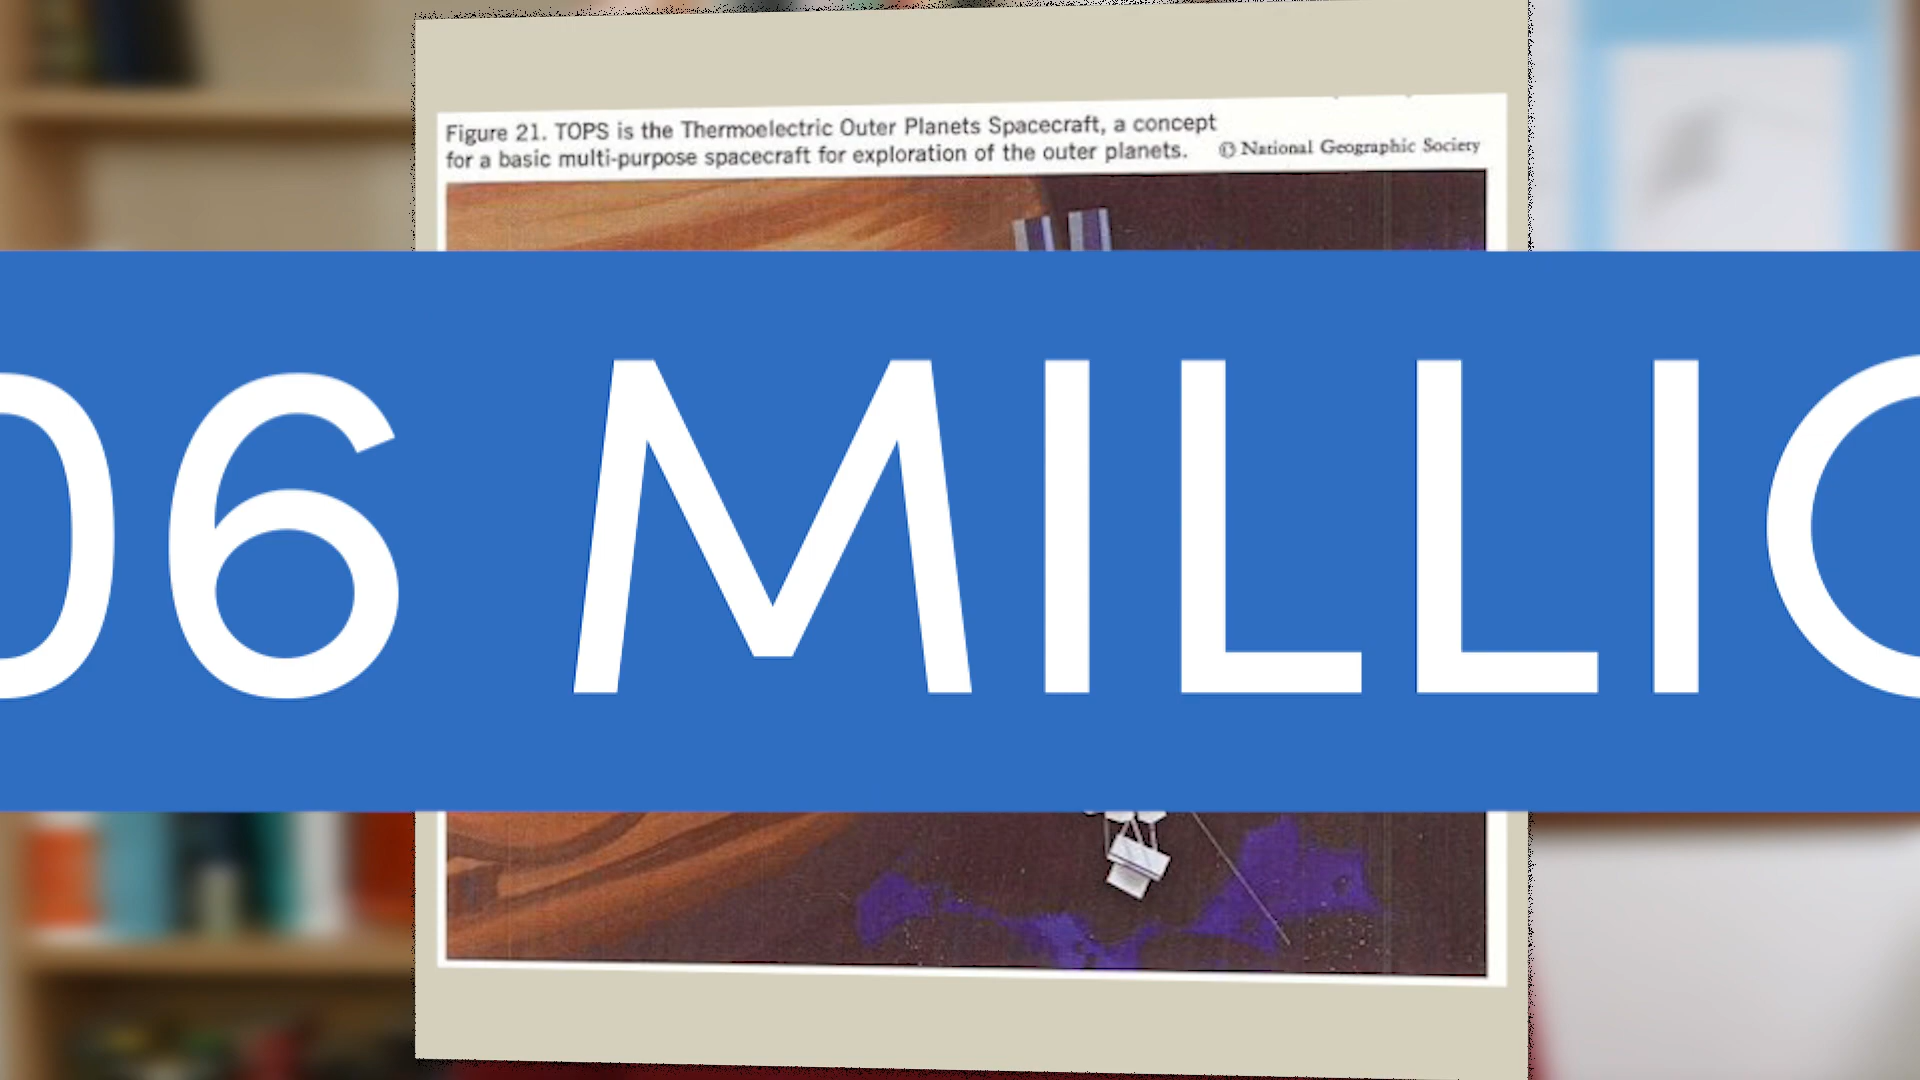 Figure 21. TOPS is the Thermoelectric Outer Planets Spacecraft, a concept
for a basic multi-purpose spacecraft for exploration of the outer planets. © National Geographic Society
06 MILLIO